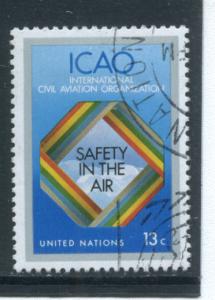 ICAO
INTERNATIONAL
CIVIL AVIATION ORGANIZATION
SAFETY
IN THE
AIR
UNITED NATIONS 13c